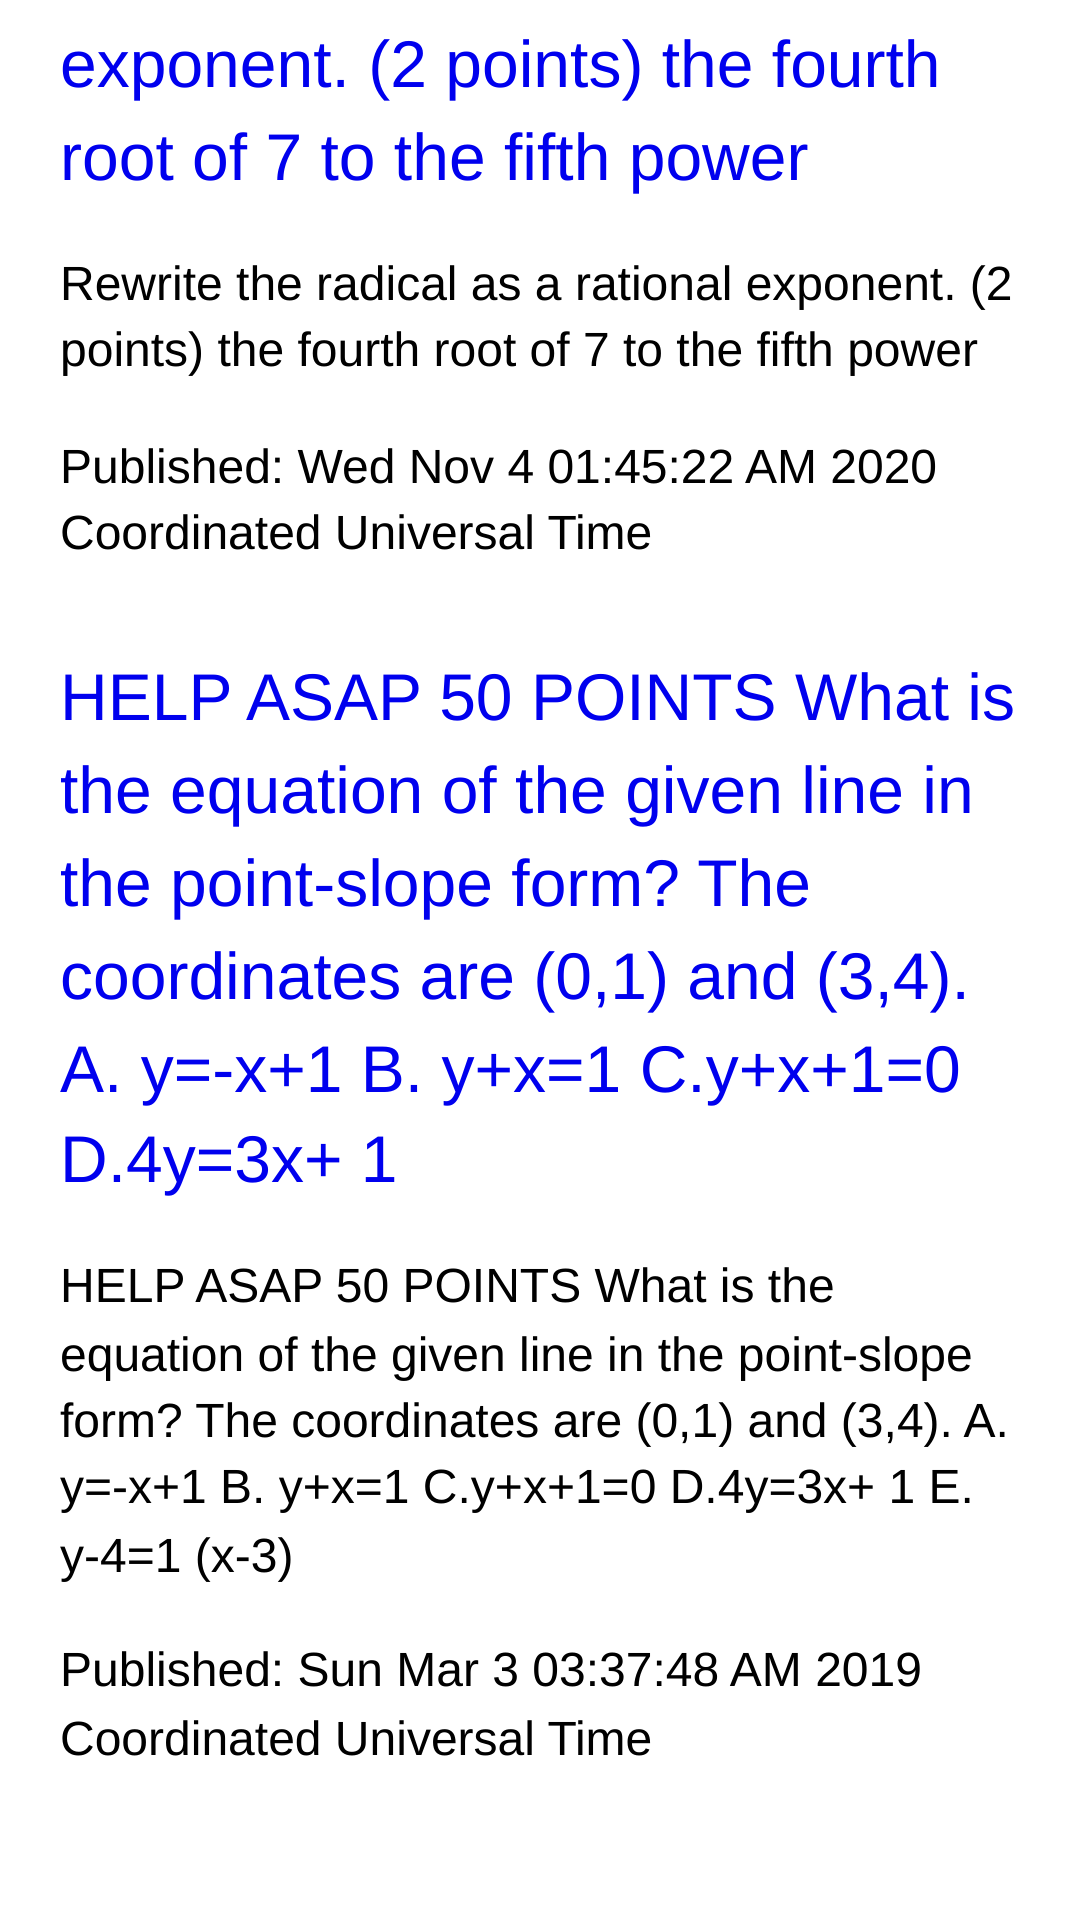 exponent. (2 points) the fourth
root of 7 to the fifth power
Rewrite the radical as a rational exponent. (2
points) the fourth root of 7 to the fifth power
Published: Wed Nov 4 01:45:22 AM 2020
Coordinated Universal Time
HELP ASAP 50 POINTS What is
the equation of the given line in
the point-slope form? The
coordinates are (0,1) and (3,4).
A. y=-x+1 B. y+x=1 C.y+x+1=0
D.4y=3x+ 1
HELP ASAP 50 POINTS What is the
equation of the given line in the point-slope
form? The coordinates are (0,1) and (3,4). A.
y=-x+1 B. y+x=1 C.y+x+1=0 D.4y=3x+ 1 E.
y-4=1 (x-3)
Published: Sun Mar 3 03:37:48 AM 2019
Coordinated Universal Time